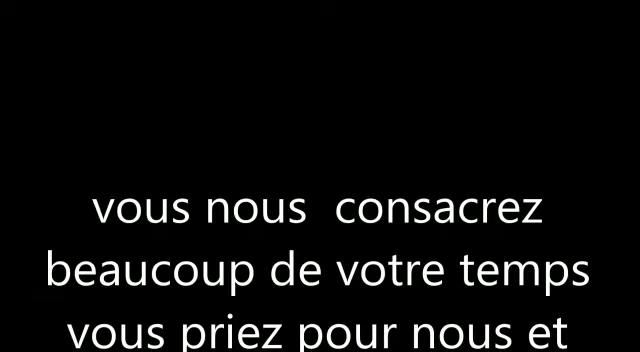 vous nous  consacrez
beaucoup de votre temps
vous priez pour nous et